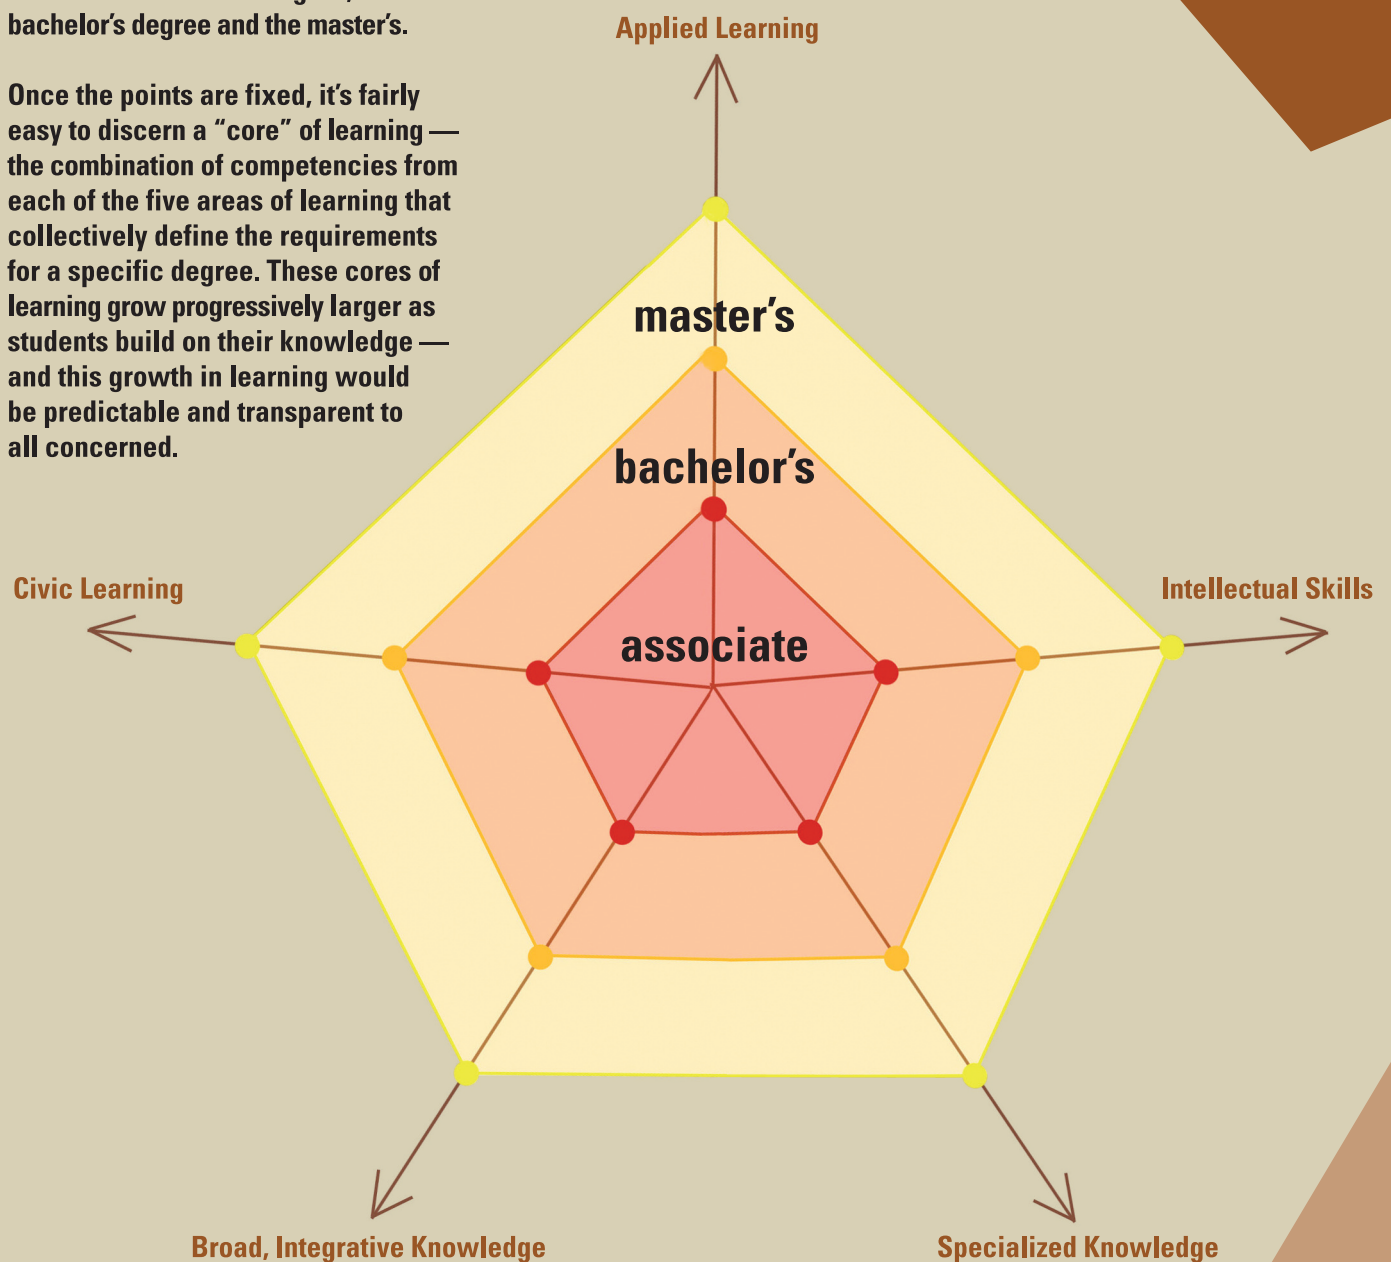 bachelor’s degree and the master’s.
Once the points are fixed, it’s fairly
easy to discern a “core” of learning —
the combination of competencies from
each of the five areas of learning that
collectively define the requirements
for a specific degree. These cores of
learning grow progressively larger as
students build on their knowledge —
and this growth in learning would
be predictable and transparent to
all concerned.
Applied Learning
master’s
bachelor’s
Civic Learning
Intellectual Skills
associate
Broad, Integrative Knowledge
Specialized Knowledge